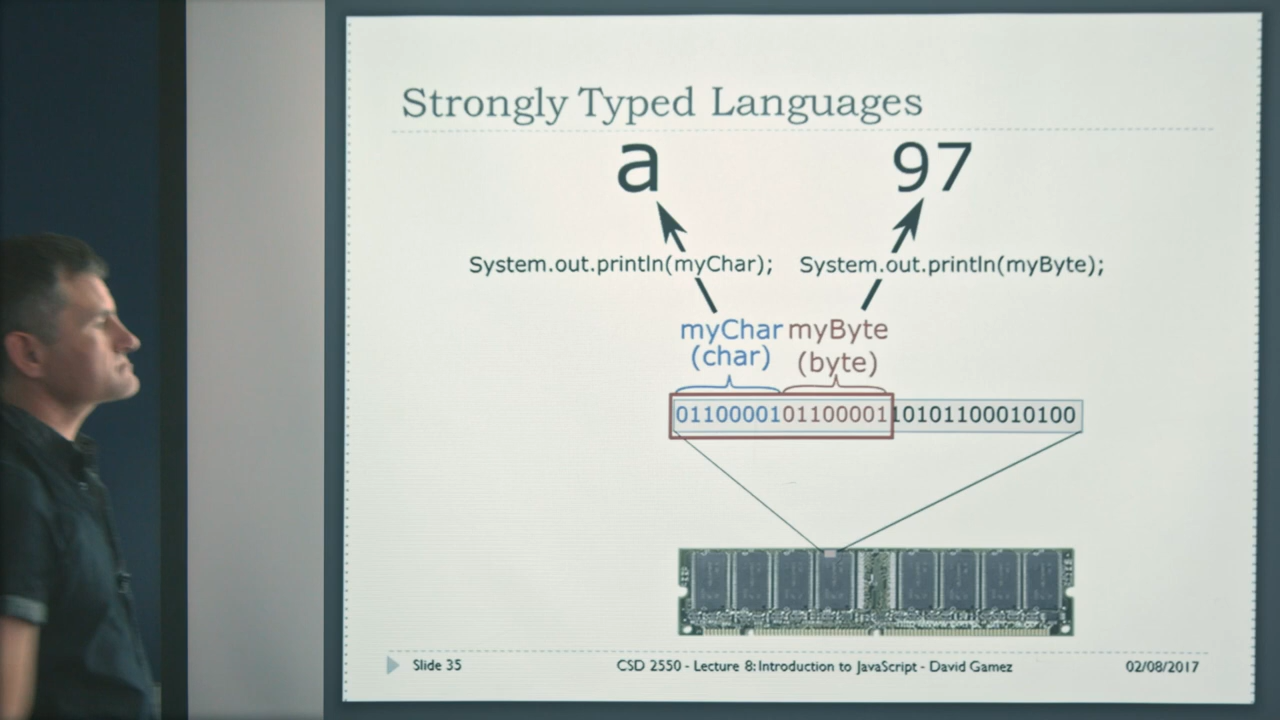 Strongly Typed Languages
a 97
System.out.println(myChar); System.out.println(myByte);
myChar myByte
(char) (byte)
01100001011000011010110001010​0
Slide 35 CSD 2550 - Lecture 8: Introduction to JavaScript - David Gamez 02/08/2017